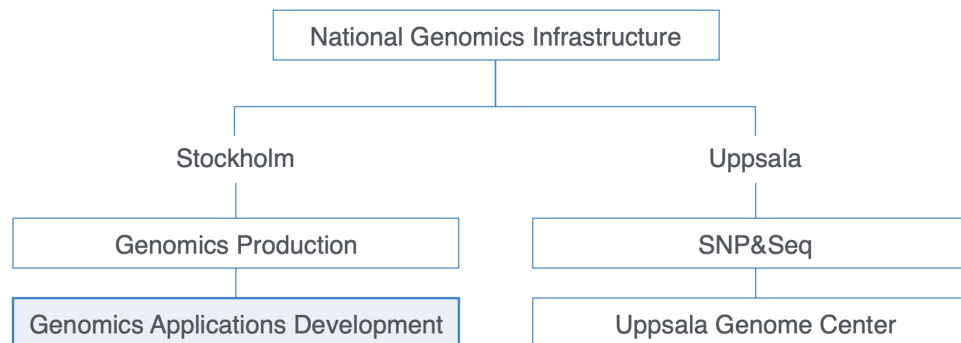 National Genomics Infrastructure
Stockholm
Uppsala
Genomics Production
SNP&Seq
Genomics Applications Development
Uppsala Genome Center